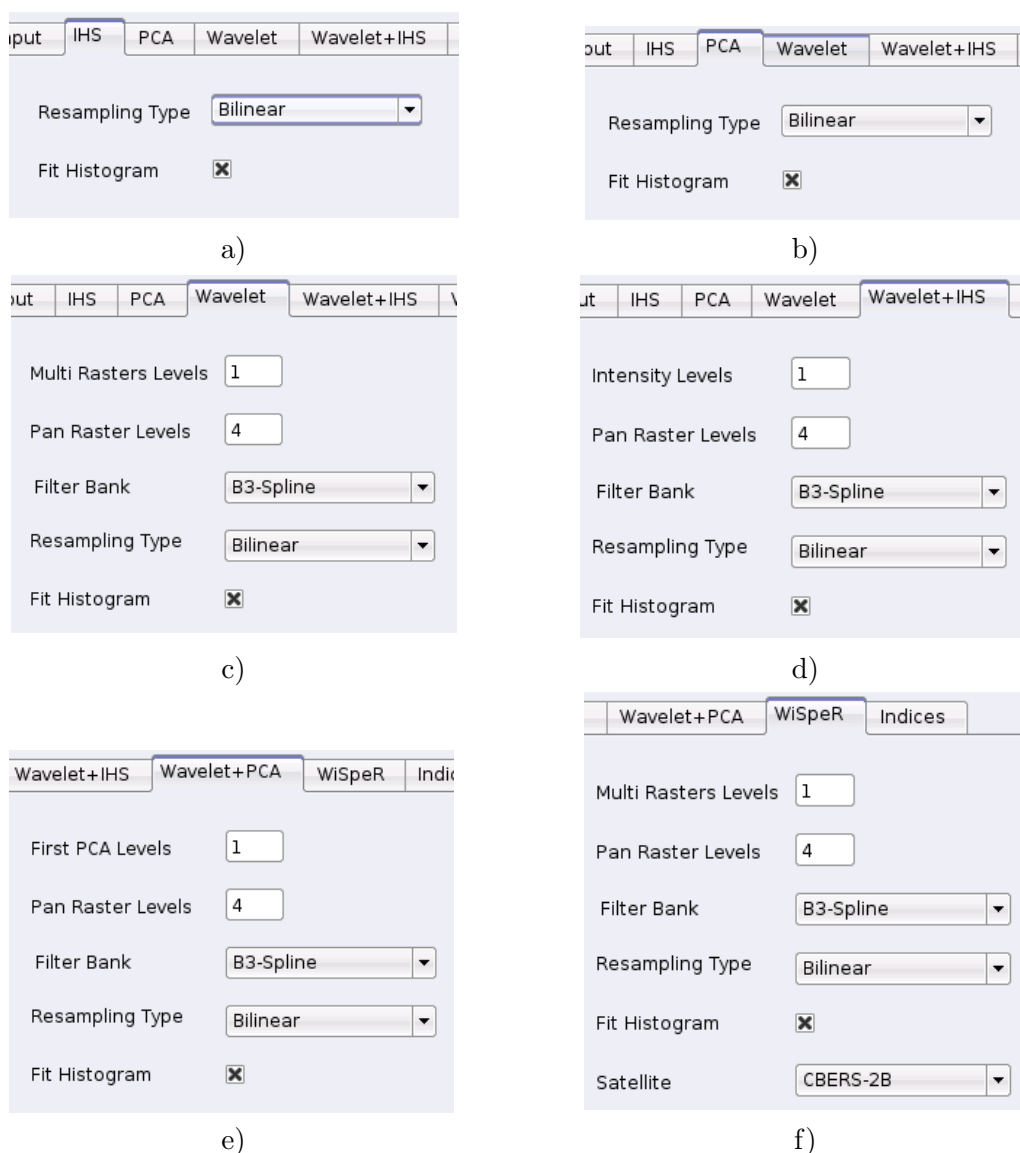 IHS PCA Wavelet Wavelet+IHS
Resampling Type Bilinear
Fit Histogram
a)
IHS PCA Wavelet Wavelet+IHS
Resampling Type Bilinear
Fit Histogram
b)
IHS PCA Wavelet Wavelet+IHS
Multi Rasters Levels 1
Pan Raster Levels 4
Filter Bank B3-Spline
Resampling Type Bilinear
Fit Histogram
c)
IHS PCA Wavelet Wavelet+IHS
Intensity Levels 1
Pan Raster Levels 4
Filter Bank B3-Spline
Resampling Type Bilinear
Fit Histogram
d)
Wavelet+IHS Wavelet+PCA WiSpeR
First PCA Levels 1
Pan Raster Levels 4
Filter Bank B3-Spline
Resampling Type Bilinear
Fit Histogram
e)
Wavelet+PCA WiSpeR Indices
Multi Rasters Levels 1
Pan Raster Levels 4
Filter Bank B3-Spline
Resampling Type Bilinear
Fit Histogram
Satellite CBERS-2B
f)